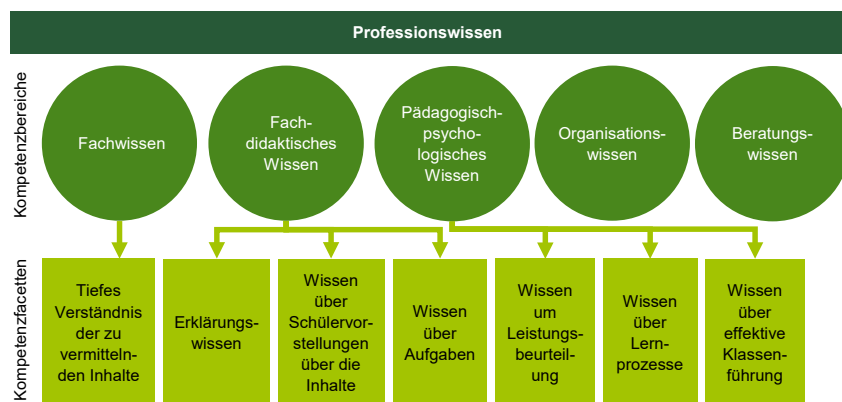 Professionswissen
Kompetenzbereiche
Fachwissen
Fach-
didaktisches
Wissen
Pädagogisch-
psycho-
logisches
Wissen
Organisations-
wissen
Beratungs-
wissen
Kompetenzfacetten
Tiefes
Verständnis
der zu
vermitteln-
den Inhalte
Erklärungs-
wissen
Wissen
über
Schülervor-
stellungen
über die
Inhalte
Wissen
über
Aufgaben
Wissen
um
Leistungs-
beurteil-
ung
Wissen
über
Lern-
prozesse
Wissen
über
effektive
Klassen-
führung